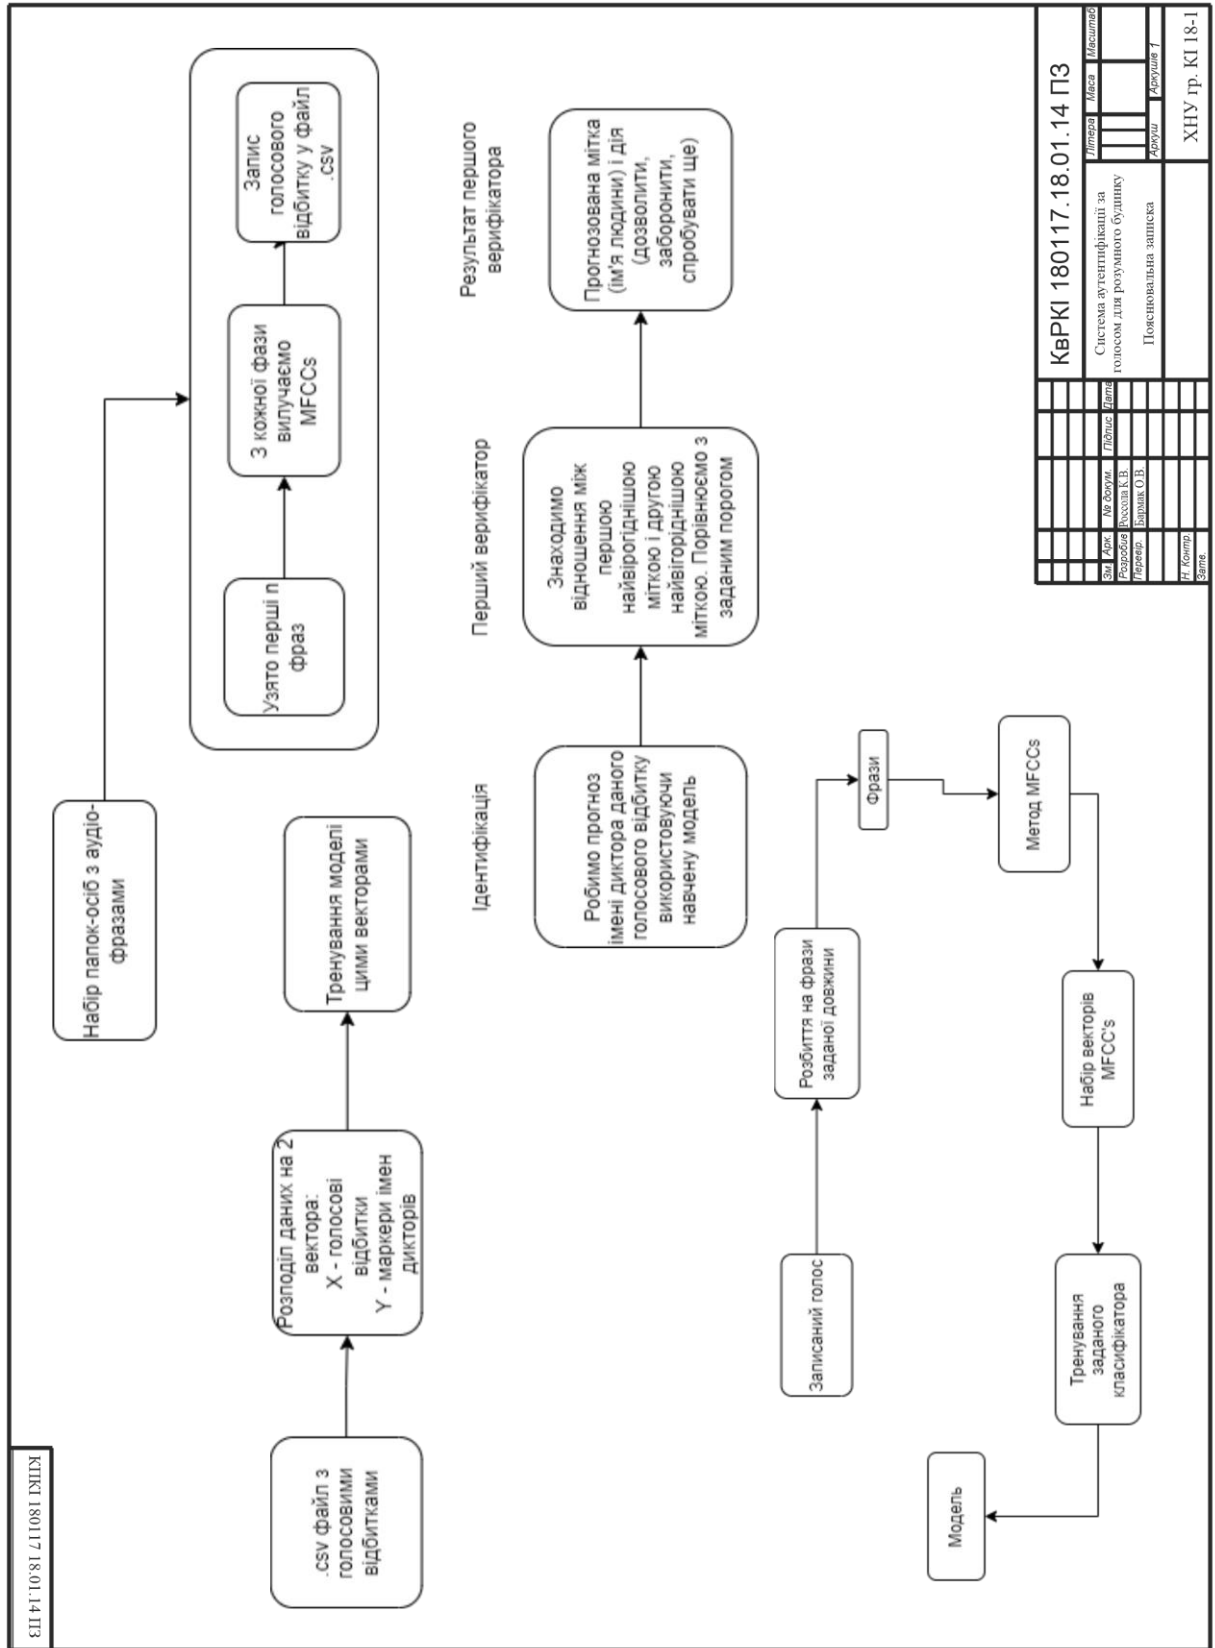 КПКІ 180117 18.01.14 ПЗ
Набір папок-осіб з аудіо-
фразами
Узято перші n
фраз
З кожної фази
вилучаємо
MFCCs
Запис
голосового
відбитку у файл
.csv
.csv файл з
голосовими
відбитками
Розподіл даних на 2
вектора:
X - голосові
відбитки
Y - маркери імен
дикторів
Тренування моделі
цими векторами
Ідентифікація
Перший верифікатор
Результат першого
верифікатора
Робимо прогноз
імені диктора даного
голосового відбитку
використовуючи
навчену модель
Знаходимо
відношення між
першою
найвірогіднішою
міткою і другою
найвігоріднішою
міткою. Порівнюємо з
заданим порогом
Прогнозована мітка
(ім'я людини) і дія
(дозволити,
заборонити,
спробувати ще)
Записаний голос
Розбиття на фрази
заданої довжини
Фрази
Метод MFCCs
Набір векторів
MFCC's
Тренування
заданого
класифікатора
Модель
КвРКІ 180117.18.01.14 ПЗ
Зм. Арк. № докум. Підпис Дата
Розробив Россола К.В.
Перевір. Бармак О.В.
Н. Контр.
Затв.
Система аутентифікації за
голосом для розумного будинку
Пояснювальна записка
Літера Маса Масштаб
Аркуш Аркушів 1
ХНУ гр. КІ 18-1